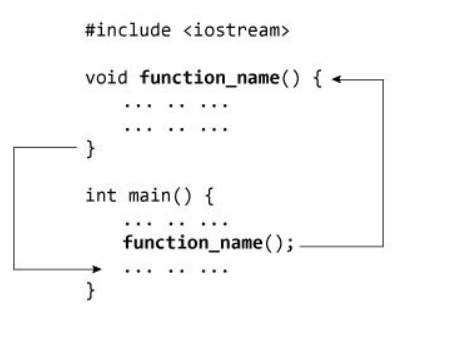 #include <iostream>
void function_name() {
... .. ...
... .. ...
}
int main() {
... .. ...
function_name();
... .. ...
}